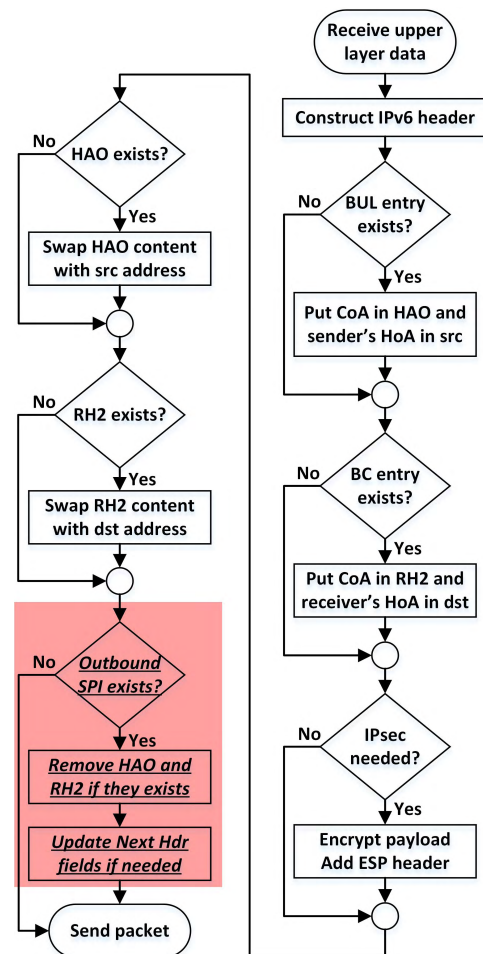 Receive upper
layer data
Construct IPv6 header
No
BUL entry
exists?
Yes
Put CoA in HAO and
sender's HoA in src
No
BC entry
exists?
Yes
Put CoA in RH2 and
receiver's HoA in dst
No
IPsec
needed?
Yes
Encrypt payload
Add ESP header
No
HAO exists?
Yes
Swap HAO content
with src address
No
RH2 exists?
Yes
Swap RH2 content
with dst address
No
Outbound
SPI exists?
Yes
Remove HAO and
RH2 if they exists
Update Next Hdr
fields if needed
Send packet